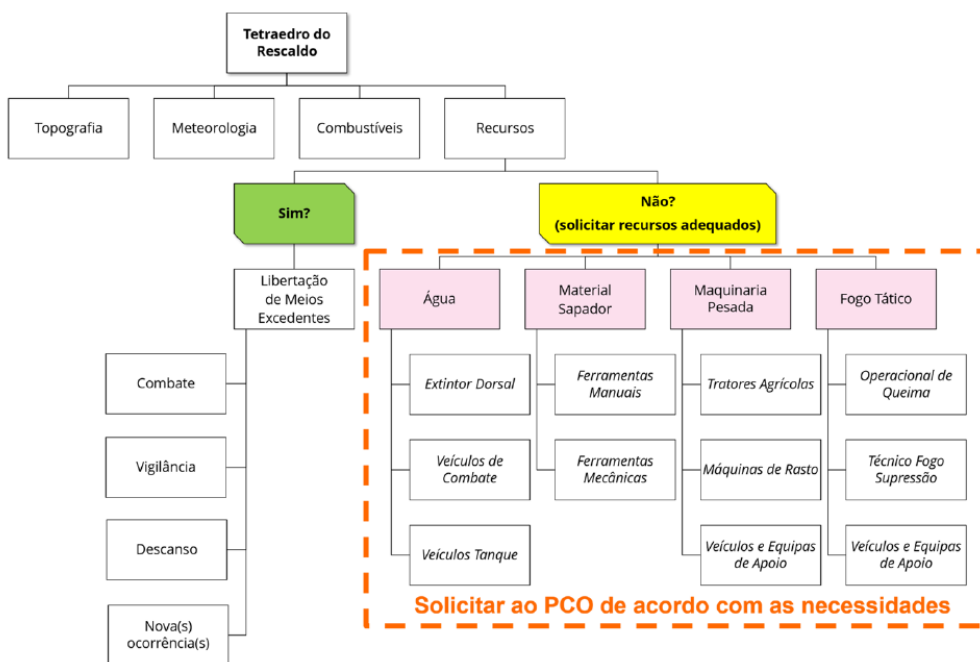 Tetraedro do
Rescaldo
Topografia
Meteorologia
Combustíveis
Recursos
Sim?
Não?
(solicitar recursos adequados)
Libertação
de Meios
Excedentes
Combate
Vigilância
Descanso
Nova(s)
ocorrência(s)
Água
Extintor Dorsal
Veículos de
Combate
Veículos Tanque
Material
Sapador
Ferramentas
Manuais
Ferramentas
Mecânicas
Maquinaria
Pesada
Tratores Agrícolas
Máquinas de Rasto
Veículos e Equipas
de Apoio
Fogo Tático
Operacional de
Queima
Técnico Fogo
Supressão
Veículos e Equipas
de Apoio
Solicitar ao PCO de acordo com as necessidades